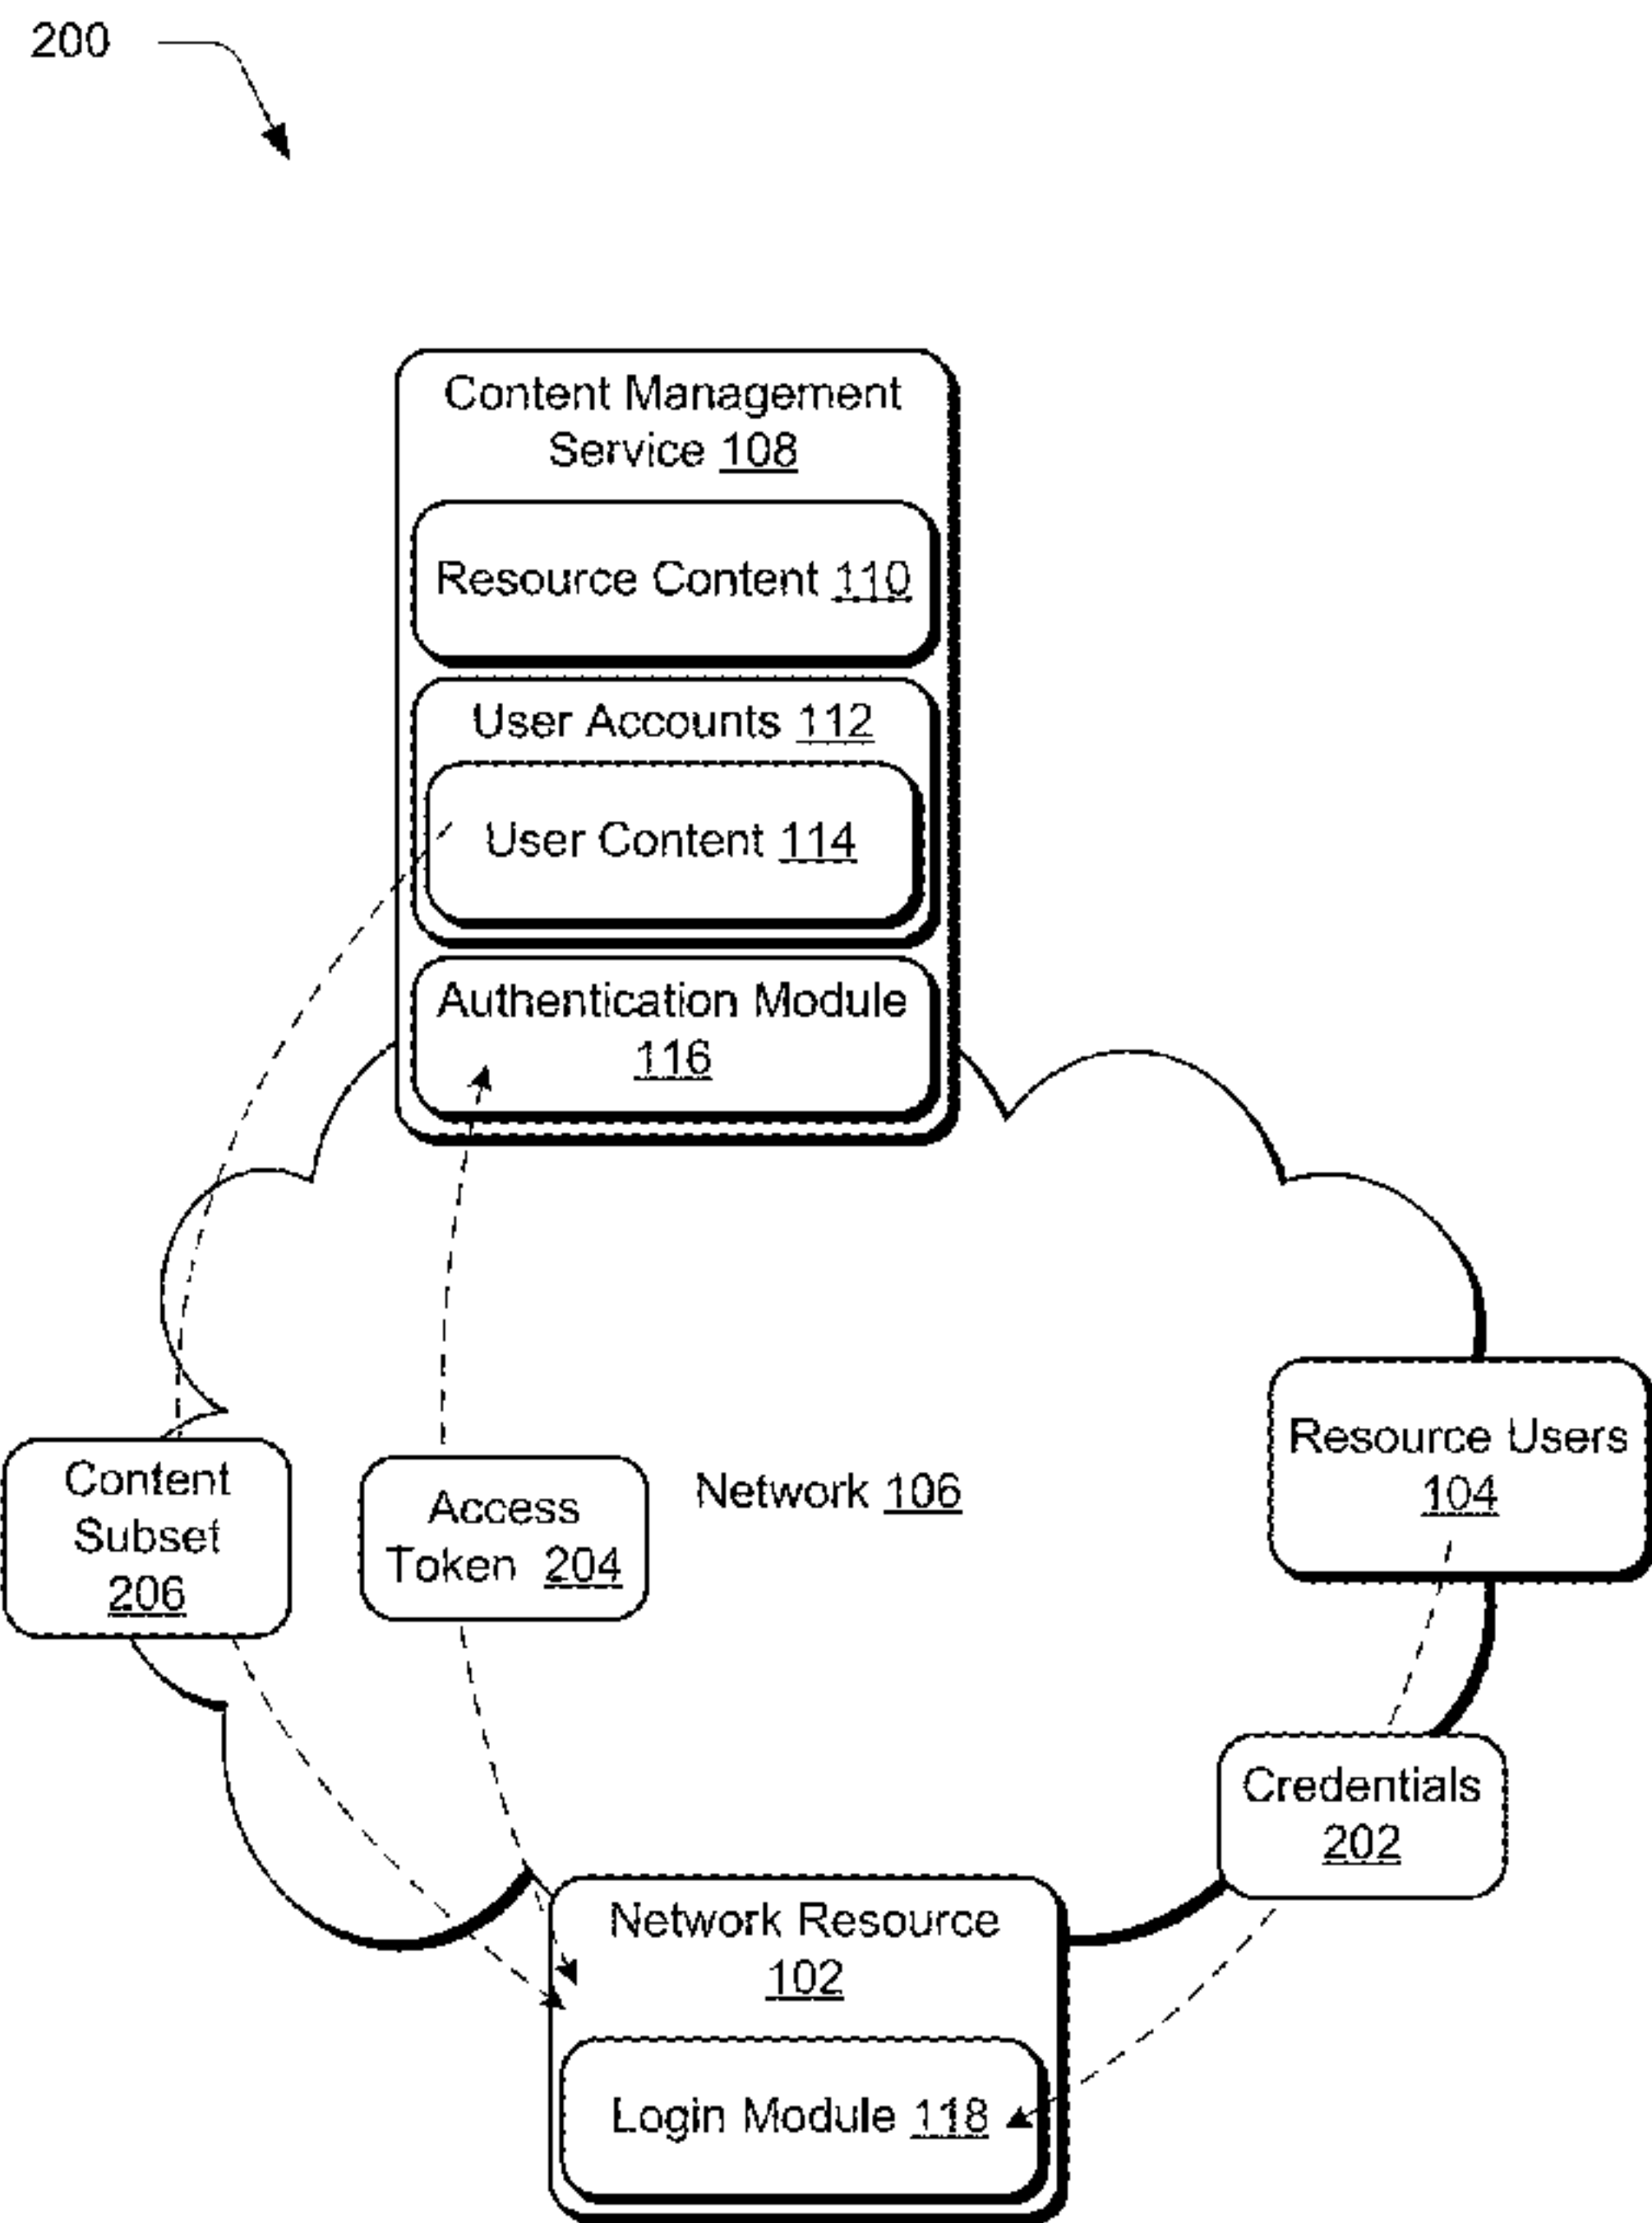 200
Content Management
Service 108
Resource Content 110
User Accounts 112
User Content 114
Authentication Module
116
Content
Subset
206
Access
Token 204
Network 106
Resource Users
104
Credentials
202
Network Resource
102
Login Module 118